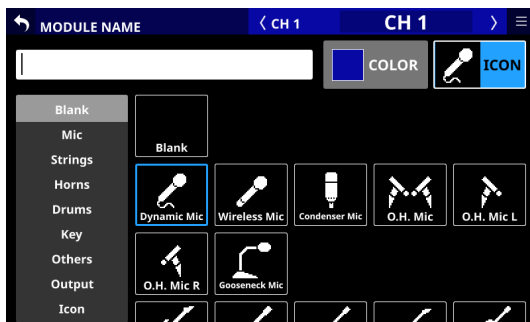 MODULE NAME
CH 1
CH 1
COLOR
ICON
Blank
Mic
Strings
Horns
Drums
Key
Others
Output
Icon
Blank
Dynamic Mic
Wireless Mic
Condenser Mic
O.H. Mic
O.H. Mic L
O.H. Mic R
Gooseneck Mic